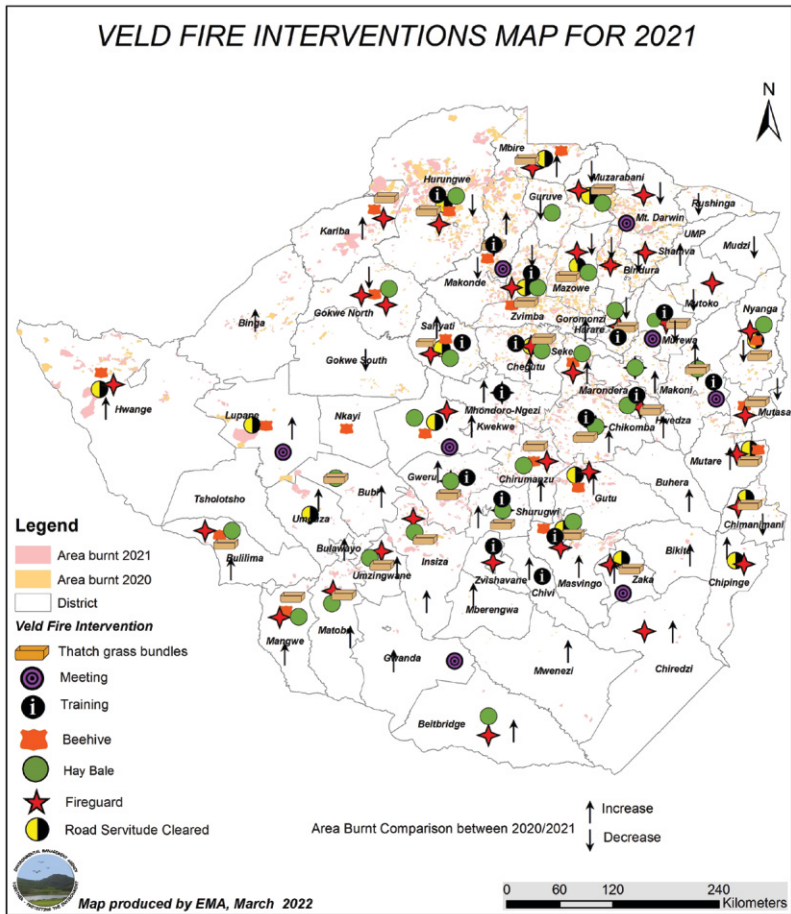 VELD FIRE INTERVENTIONS MAP FOR 2021
N
Mbire
Hurungwe
Muzarabani
Guruve
Rushinga
Mt. Darwin
Kariba
UMP
Mudzi
Shamva
Makonde
Bindura
Mazowe
Binga
Gokwe North
Zvimba
Mutoko
Nyanga
Goromonzi
Harare
Sanyati
Murewa
Gokwe South
Chegutu
Seke
Marondera
Makoni
Hwange
Mhondoro-Ngezi
Mutasa
Lupane
Nkayi
Kwekwe
Chikomba
Hwedza
Mutare
Gweru
Chirumanzu
Buhera
Tsholotsho
Bubi
Gutu
Umguza
Shurugwi
Chimanimani
Bulawayo
Bulilima
Umzingwane
Insiza
Zvishavane
Masvingo
Zaka
Bikita
Chipinge
Chivi
Mberengwa
Mangwe
Matobo
Gwanda
Mwenezi
Chiredzi
Beitbridge
Legend
Area burnt 2021
Area burnt 2020
District
Veld Fire Intervention
Thatch grass bundles
Meeting
Training
Beehive
Hay Bale
Fireguard
Road Servitude Cleared
Area Burnt Comparison between 2020/2021
Increase
Decrease
Map produced by EMA, March 2022
0 60 120 240
Kilometers